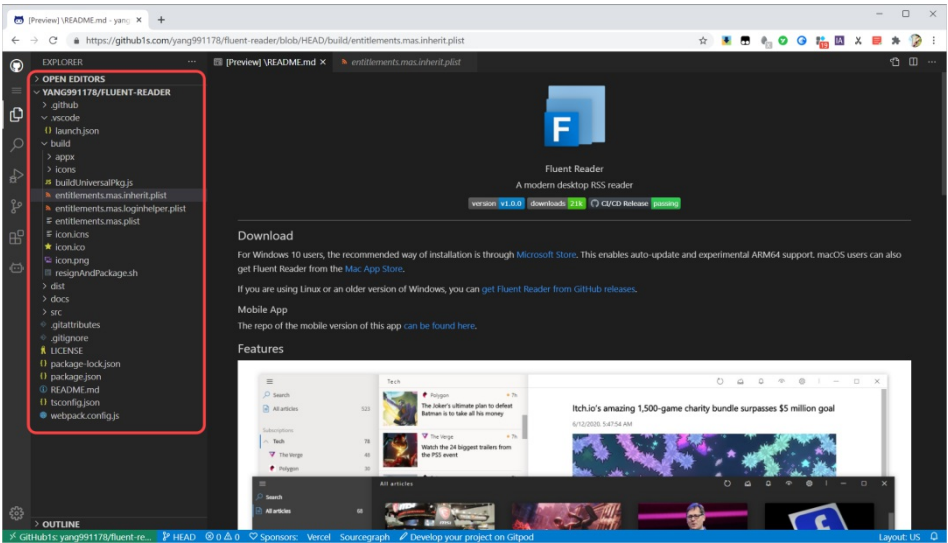 [Preview] \README.md - yang
https://github1s.com/yang991178/fluent-reader/blob/HEAD/build/entitlements.mas.inherit.plist
EXPLORER
OPEN EDITORS
YANG991178/FLUENT-READER
.github
.vscode
launch.json
build
appx
icons
JS buildUniversalPkg.js
entitlements.mas.inherit.plist
entitlements.mas.loginhelper.plist
entitlements.mas.plist
icon.icns
icon.ico
icon.png
resignAndPackage.sh
dist
docs
src
.gitattributes
.gitignore
LICENSE
{} package-lock.json
{} package.json
README.md
{} tsconfig.json
webpack.config.js
OUTLINE
[Preview] \README.md
entitlements.mas.inherit.plist
F
Fluent Reader
A modern desktop RSS reader
version v1.0.0 downloads 21k CI/CD Release passing
Download
For Windows 10 users, the recommended way of installation is through Microsoft Store. This enables auto-update and experimental ARM64 support. macOS users can also
get Fluent Reader from the Mac App Store.
If you are using Linux or an older version of Windows, you can get Fluent Reader from GitHub releases.
Mobile App
The repo of the mobile version of this app can be found here.
Features
Search
All articles 523
Subscriptions
Tech 78
The Verge 48
Polygon 30
Tech
Polygon
The Joker's ultimate plan to defeat
Batman is to take all his money
The Verge
Watch the 24 biggest trailers from
the PS5 event
Itch.io's amazing 1,500-game charity bundle surpasses $5 million goal
6/12/2020, 5:47:54 AM
Search
All articles 68
All articles
GitHub1s: yang991178/fluent-re... HEAD 0 0 Sponsors: Vercel Sourcegraph Develop your project on Gitpod Layout: US